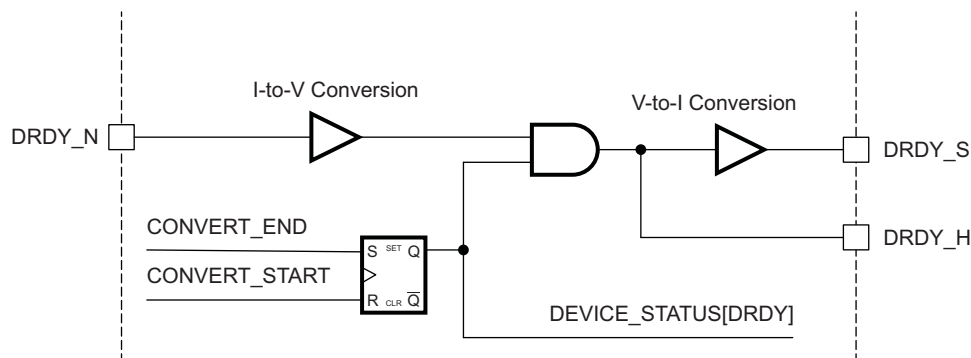 I-to-V Conversion
V-to-I Conversion
DRDY_N
DRDY_S
CONVERT_END
DRDY_H
S SET Q
CONVERT_START
R CLR Q̅
DEVICE_STATUS[DRDY]